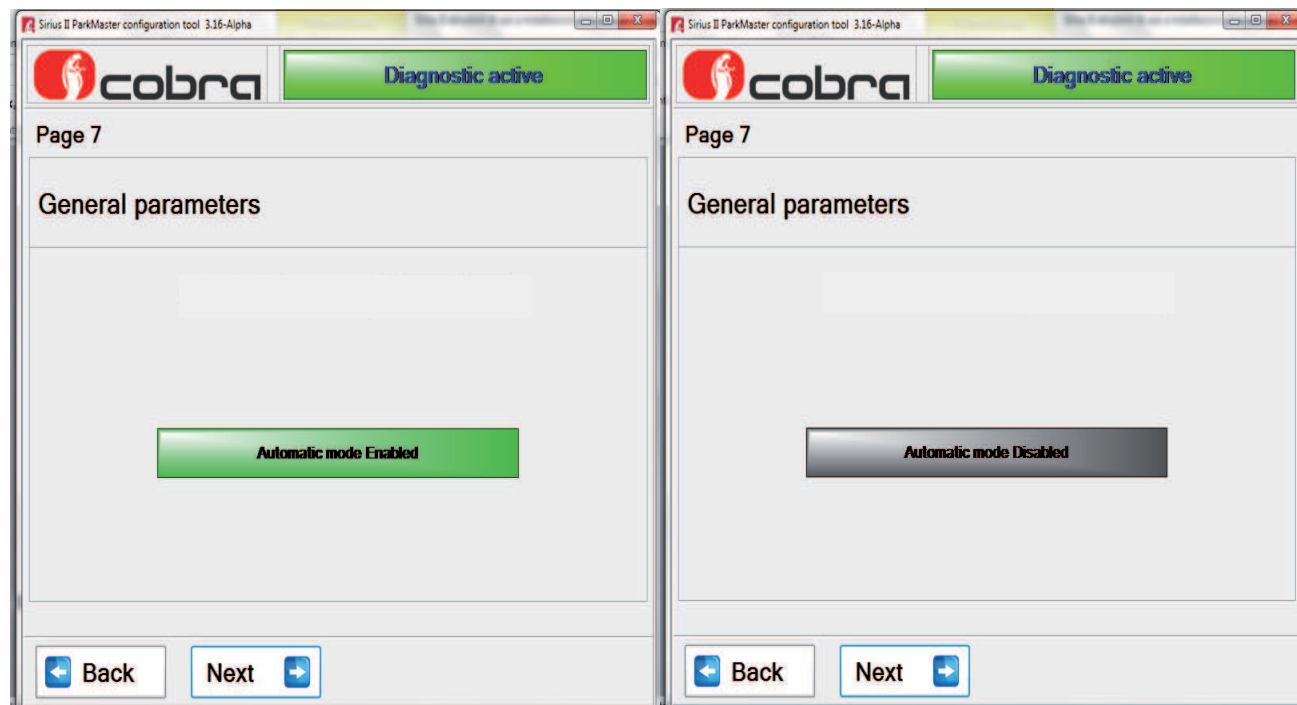 Sirius II ParkMaster configuration tool 3.16-Alpha
cobra
Diagnostic active
Page 7
General parameters
Automatic mode Enabled
Back
Next
Sirius II ParkMaster configuration tool 3.16-Alpha
cobra
Diagnostic active
Page 7
General parameters
Automatic mode Disabled
Back
Next